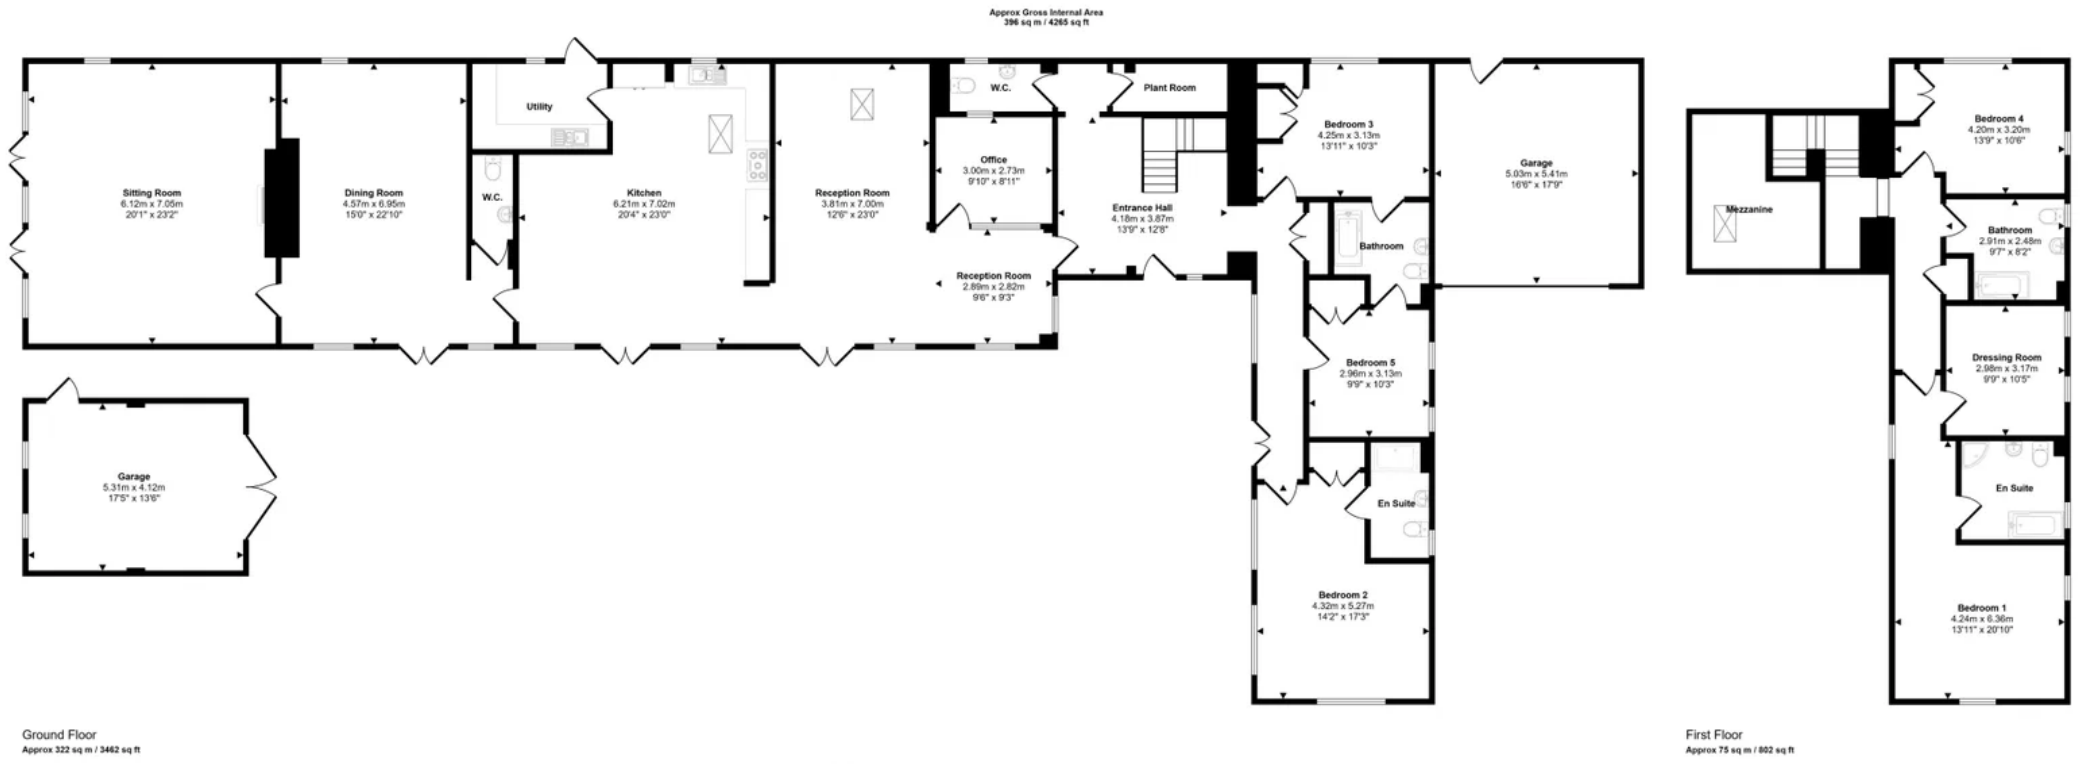 Approx Gross Internal Area
396 sq m / 4265 sq ft
Sitting Room
6.12m x 7.05m
20'1" x 23'2"
Dining Room
4.57m x 6.95m
15'0" x 22'10"
Utility
W.C.
Kitchen
6.21m x 7.02m
20'4" x 23'0"
Reception Room
3.81m x 7.00m
12'6" x 23'0"
W.C.
Office
3.00m x 2.73m
9'10" x 8'11"
Reception Room
2.89m x 2.82m
9'6" x 9'3"
Plant Room
Entrance Hall
4.18m x 3.87m
13'9" x 12'8"
Bedroom 3
4.25m x 3.13m
13'11" x 10'3"
Bathroom
Bedroom 5
2.96m x 3.13m
9'9" x 10'3"
En Suite
Bedroom 2
4.32m x 5.27m
14'2" x 17'3"
Garage
5.03m x 5.41m
16'6" x 17'9"
Garage
5.31m x 4.12m
17'5" x 13'6"
Mezzanine
Bedroom 4
4.20m x 3.20m
13'9" x 10'6"
Bathroom
2.91m x 2.48m
9'7" x 8'2"
Dressing Room
2.98m x 3.17m
9'9" x 10'5"
En Suite
Bedroom 1
4.24m x 6.36m
13'11" x 20'10"
Ground Floor
Approx 322 sq m / 3462 sq ft
First Floor
Approx 75 sq m / 802 sq ft